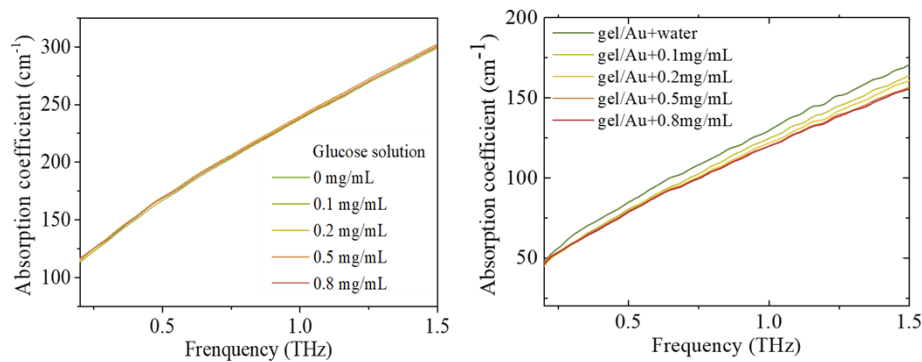 Absorption coefficient (cm⁻¹)
300
250
200
150
100
0.5
1.0
1.5
Frenquency (THz)
Glucose solution
0 mg/mL
0.1 mg/mL
0.2 mg/mL
0.5 mg/mL
0.8 mg/mL
Absorption coefficient (cm⁻¹)
200
150
100
50
0.5
1.0
1.5
Frequency (THz)
gel/Au+water
gel/Au+0.1mg/mL
gel/Au+0.2mg/mL
gel/Au+0.5mg/mL
gel/Au+0.8mg/mL